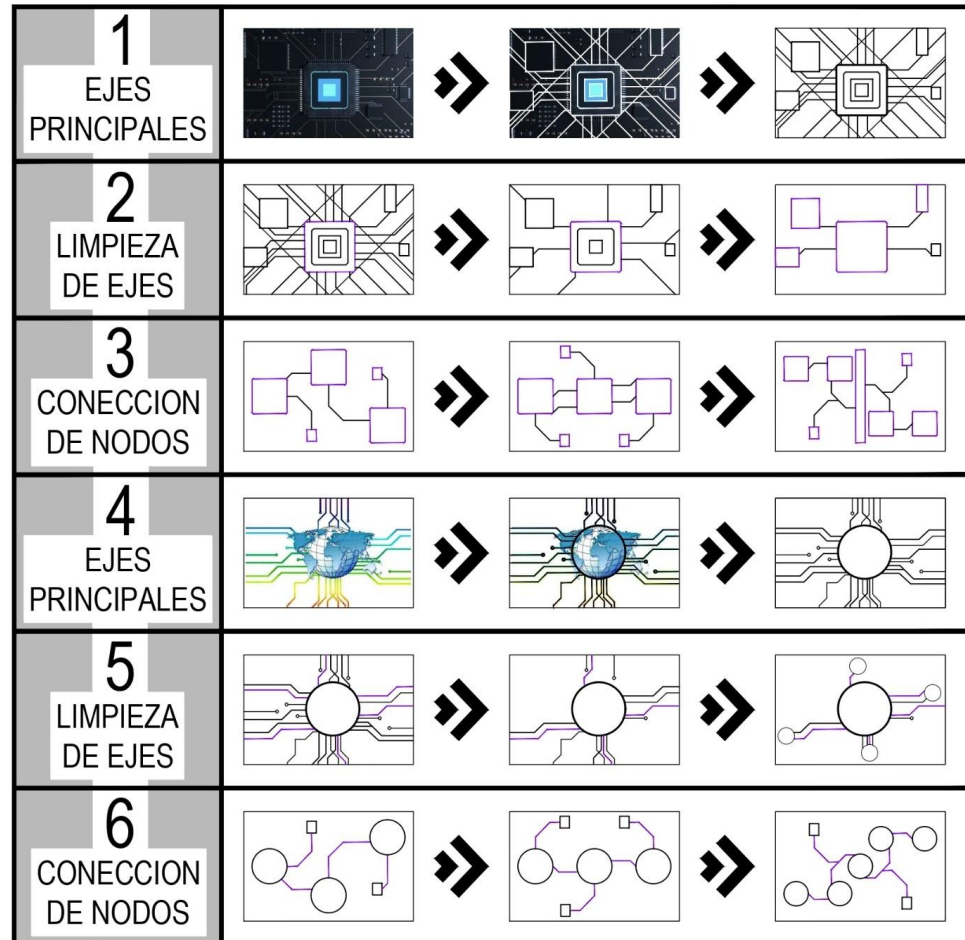 1
EJES
PRINCIPALES
2
LIMPIEZA
DE EJES
3
CONECCION
DE NODOS
4
EJES
PRINCIPALES
5
LIMPIEZA
DE EJES
6
CONECCION
DE NODOS